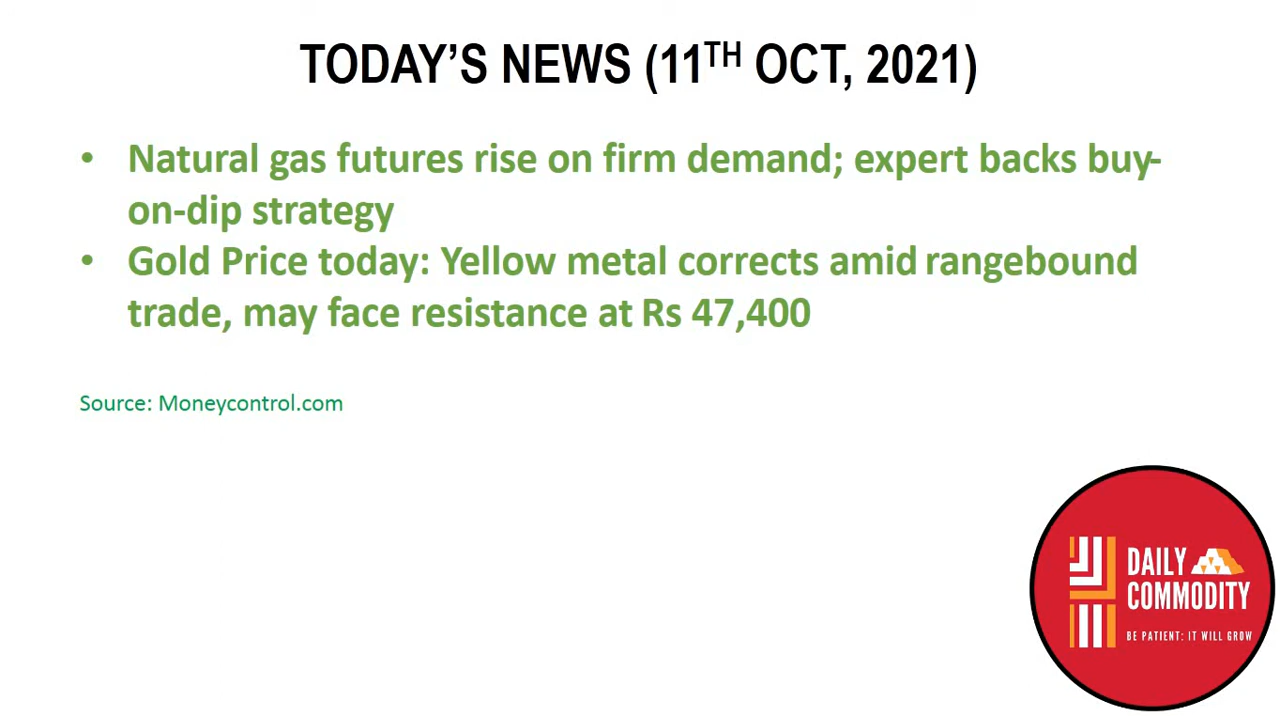 TODAY’S NEWS (11TH OCT, 2021)
• Natural gas futures rise on firm demand; expert backs buy-
on-dip strategy
• Gold Price today: Yellow metal corrects amid rangebound
trade, may face resistance at Rs 47,400
Source: Moneycontrol.com
DAILY
COMMODITY
BE PATIENT: IT WILL GROW